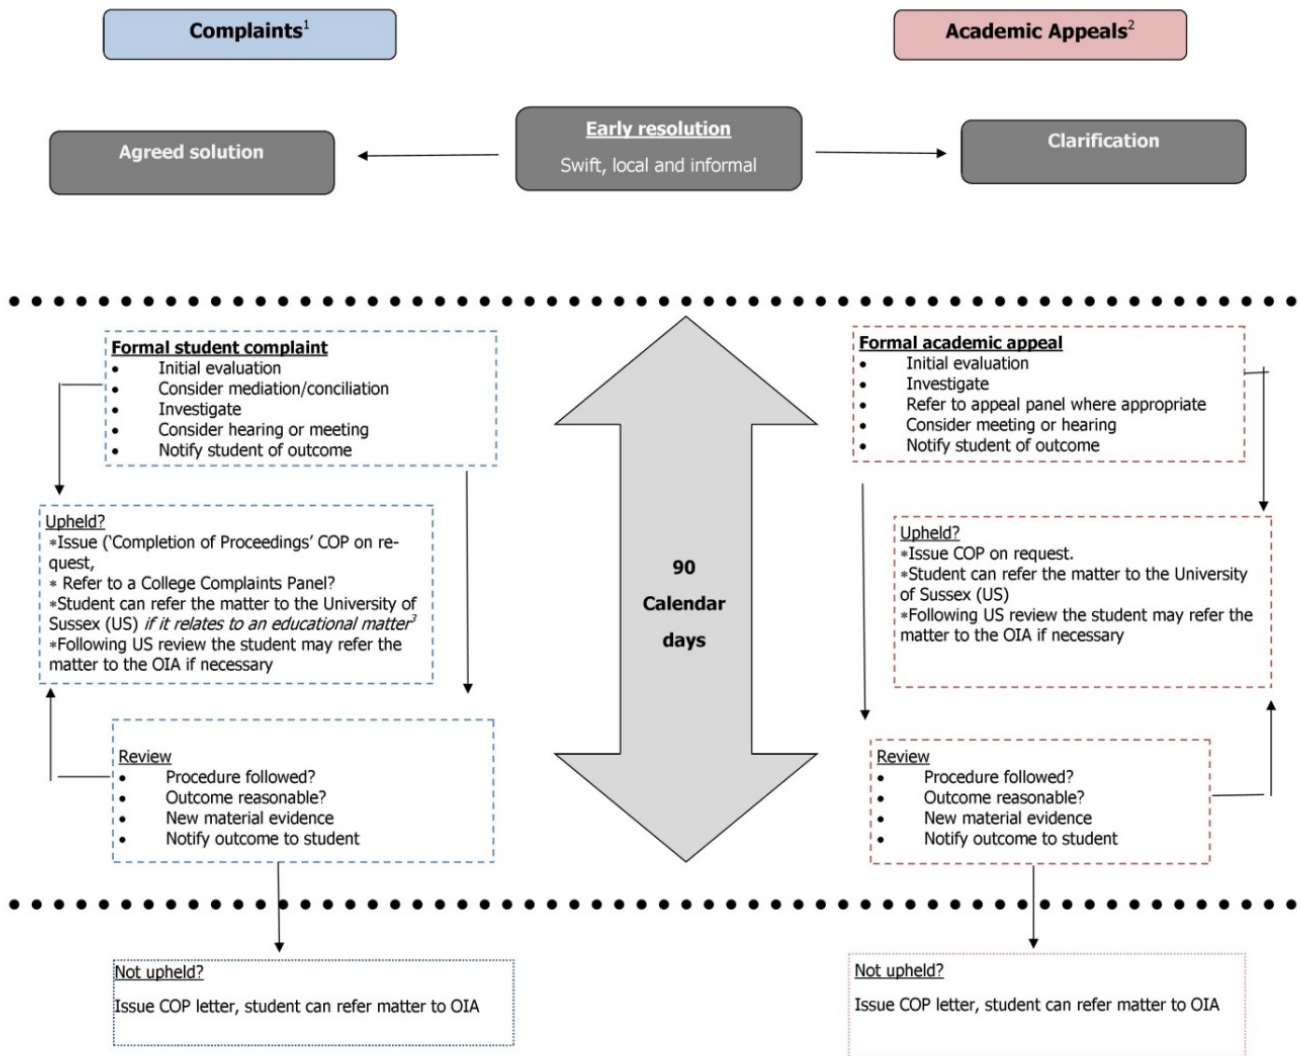 Complaints¹
Academic Appeals²
Early resolution
Swift, local and informal
Agreed solution
Clarification
Formal student complaint
• Initial evaluation
• Consider mediation/conciliation
• Investigate
• Consider hearing or meeting
• Notify student of outcome
Formal academic appeal
• Initial evaluation
• Investigate
• Refer to appeal panel where appropriate
• Consider meeting or hearing
• Notify student of outcome
Upheld?
*Issue (‘Completion of Proceedings’ COP on re-
quest,
* Refer to a College Complaints Panel?
*Student can refer the matter to the University of
Sussex (US) if it relates to an educational matter³
*Following US review the student may refer the
matter to the OIA if necessary
90
Calendar
days
Upheld?
*Issue COP on request.
*Student can refer the matter to the University
of Sussex (US)
*Following US review the student may refer the
matter to the OIA if necessary
Review
• Procedure followed?
• Outcome reasonable?
• New material evidence
• Notify outcome to student
Review
• Procedure followed?
• Outcome reasonable?
• New material evidence
• Notify outcome to student
Not upheld?
Issue COP letter, student can refer matter to OIA
Not upheld?
Issue COP letter, student can refer matter to OIA